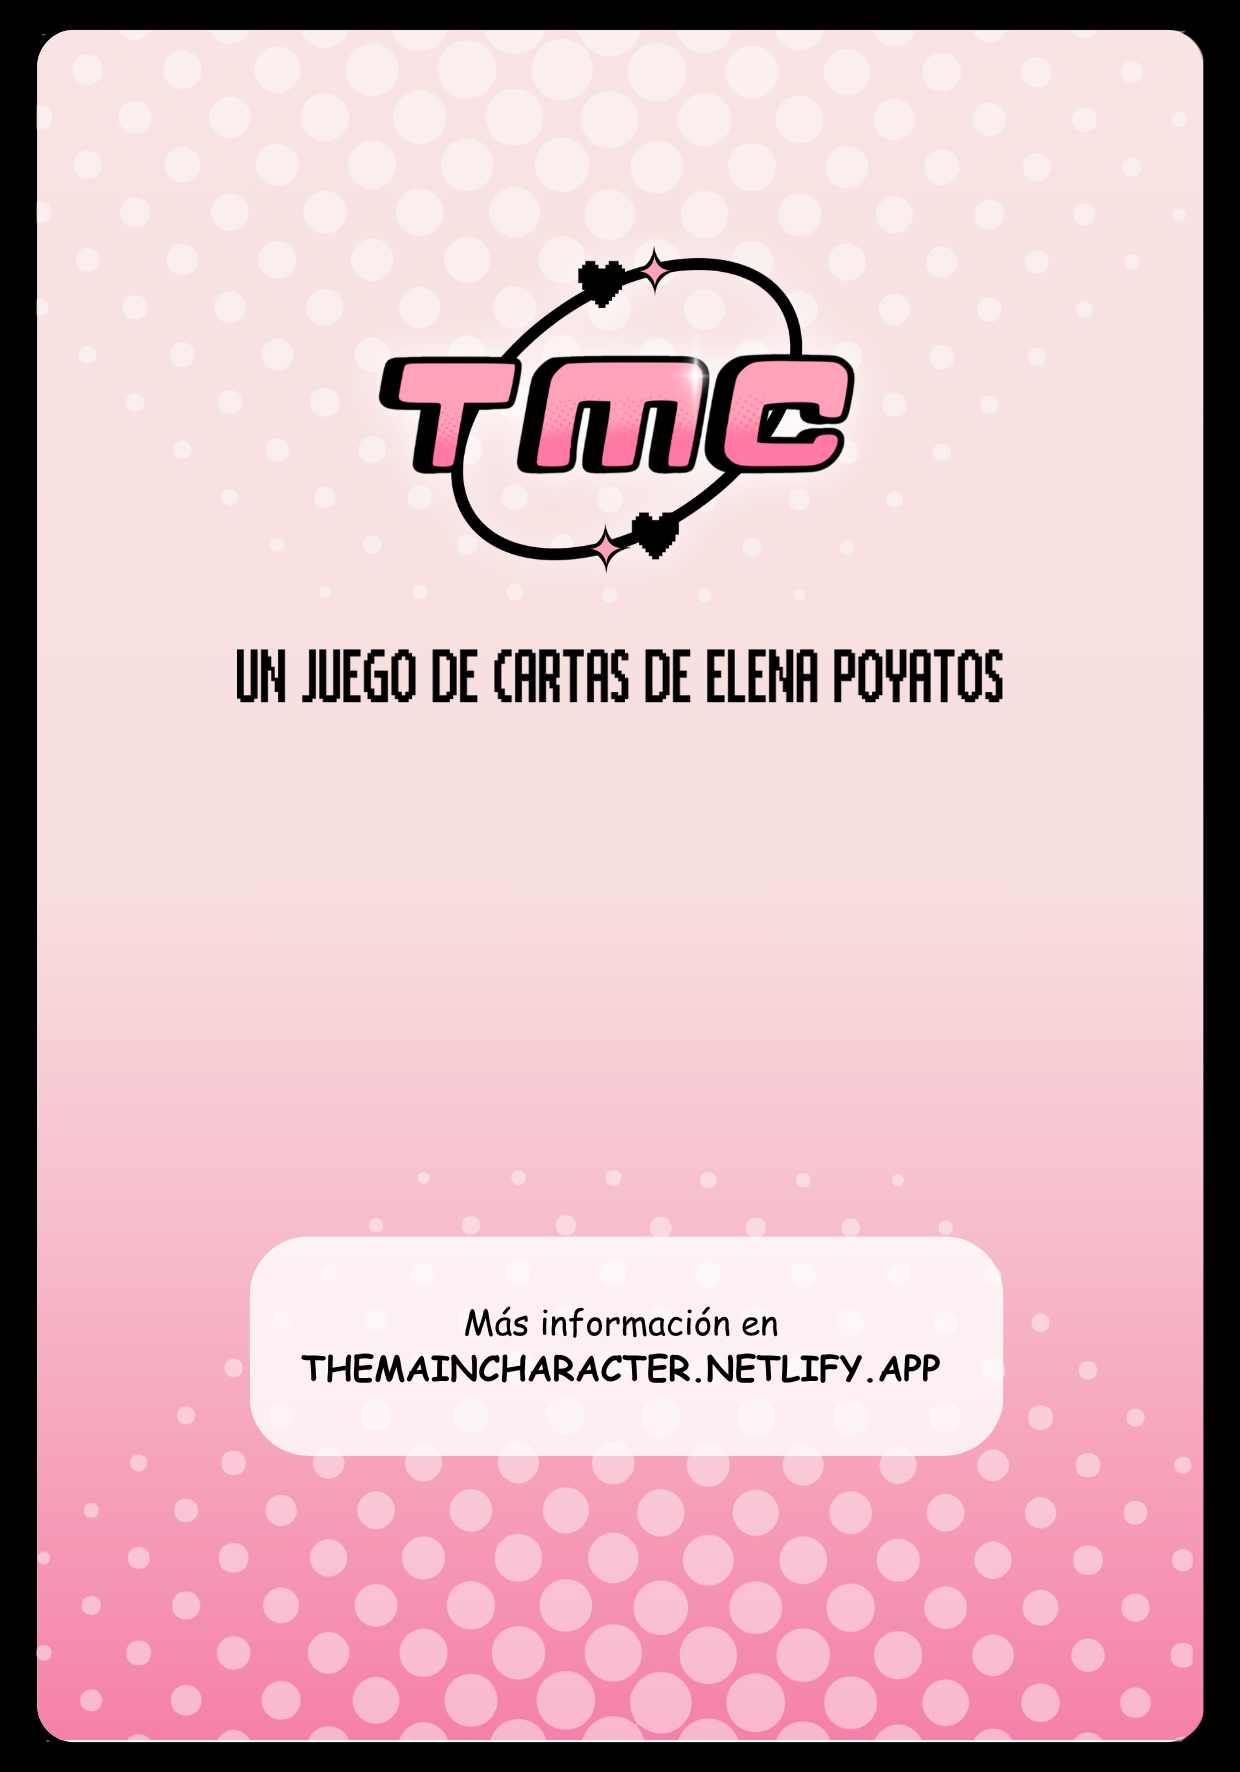 TMC
UN JUEGO DE CARTAS DE ELENA POYATOS
Más información en
THEMAINCHARACTER.NETLIFY.APP